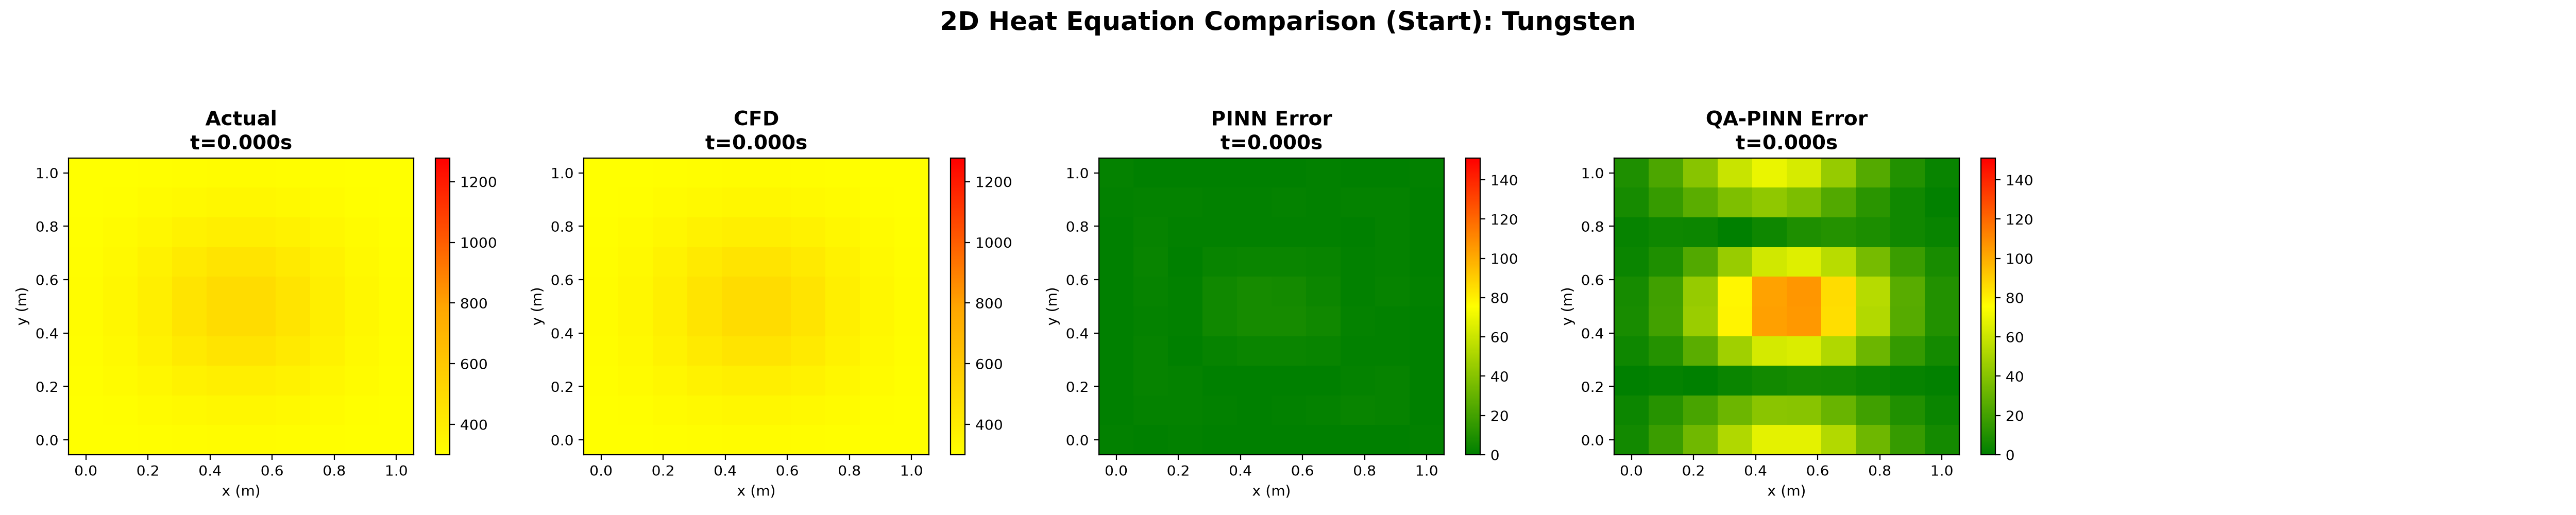 2D Heat Equation Comparison (Start): Tungsten
Actual
t=0.000s
1.0
0.8
0.6
0.4
0.2
0.0
y (m)
0.0 0.2 0.4 0.6 0.8 1.0
x (m)
1200
1000
800
600
400
CFD
t=0.000s
1.0
0.8
0.6
0.4
0.2
0.0
y (m)
0.0 0.2 0.4 0.6 0.8 1.0
x (m)
1200
1000
800
600
400
PINN Error
t=0.000s
1.0
0.8
0.6
0.4
0.2
0.0
y (m)
0.0 0.2 0.4 0.6 0.8 1.0
x (m)
140
120
100
80
60
40
20
0
QA-PINN Error
t=0.000s
1.0
0.8
0.6
0.4
0.2
0.0
y (m)
0.0 0.2 0.4 0.6 0.8 1.0
x (m)
140
120
100
80
60
40
20
0